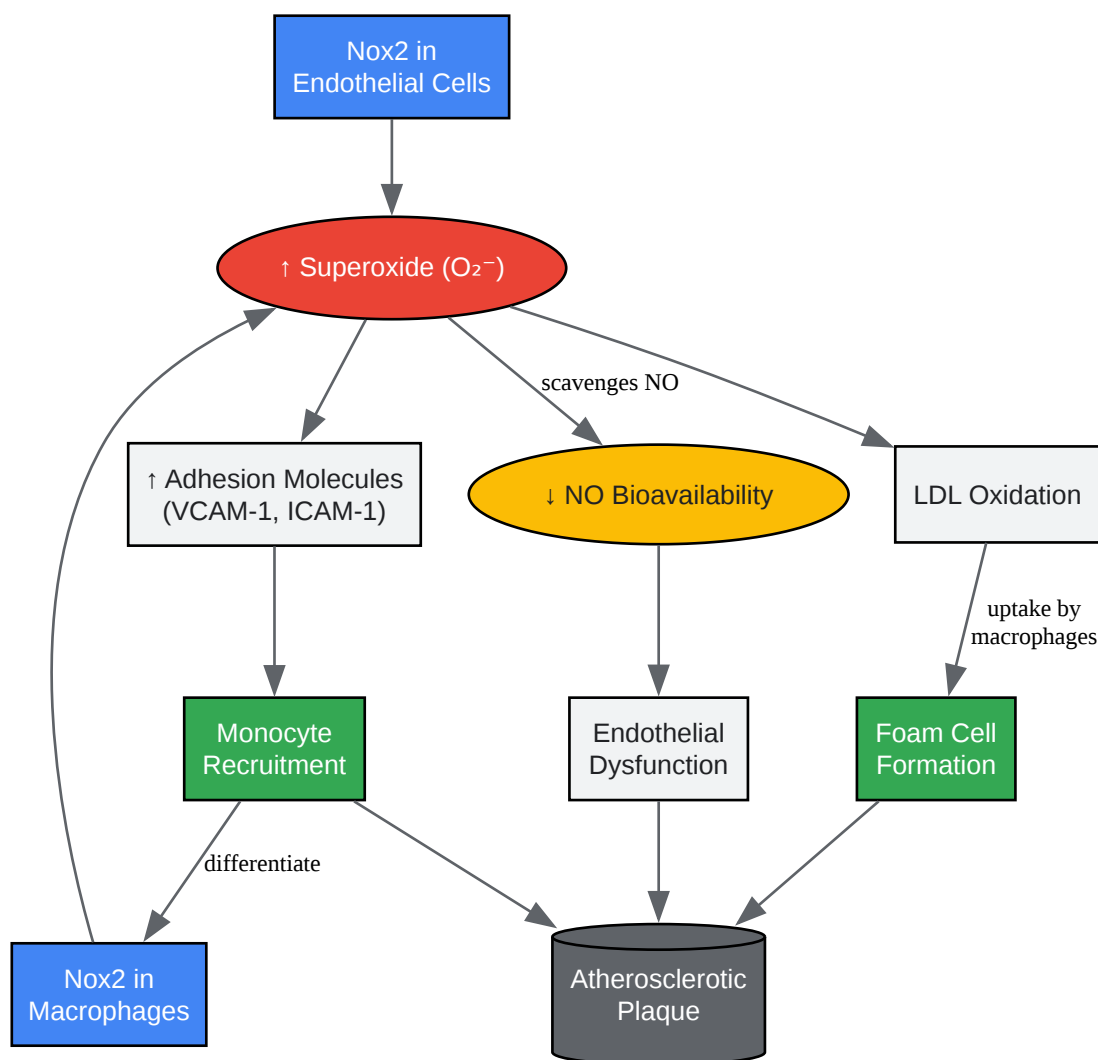 Nox2 in
Endothelial Cells
↑ Superoxide (O₂⁻)
scavenges NO
↑ Adhesion Molecules
(VCAM-1, ICAM-1)
↓ NO Bioavailability
LDL Oxidation
uptake by
macrophages
Monocyte
Recruitment
Endothelial
Dysfunction
Foam Cell
Formation
differentiate
Nox2 in
Macrophages
Atherosclerotic
Plaque